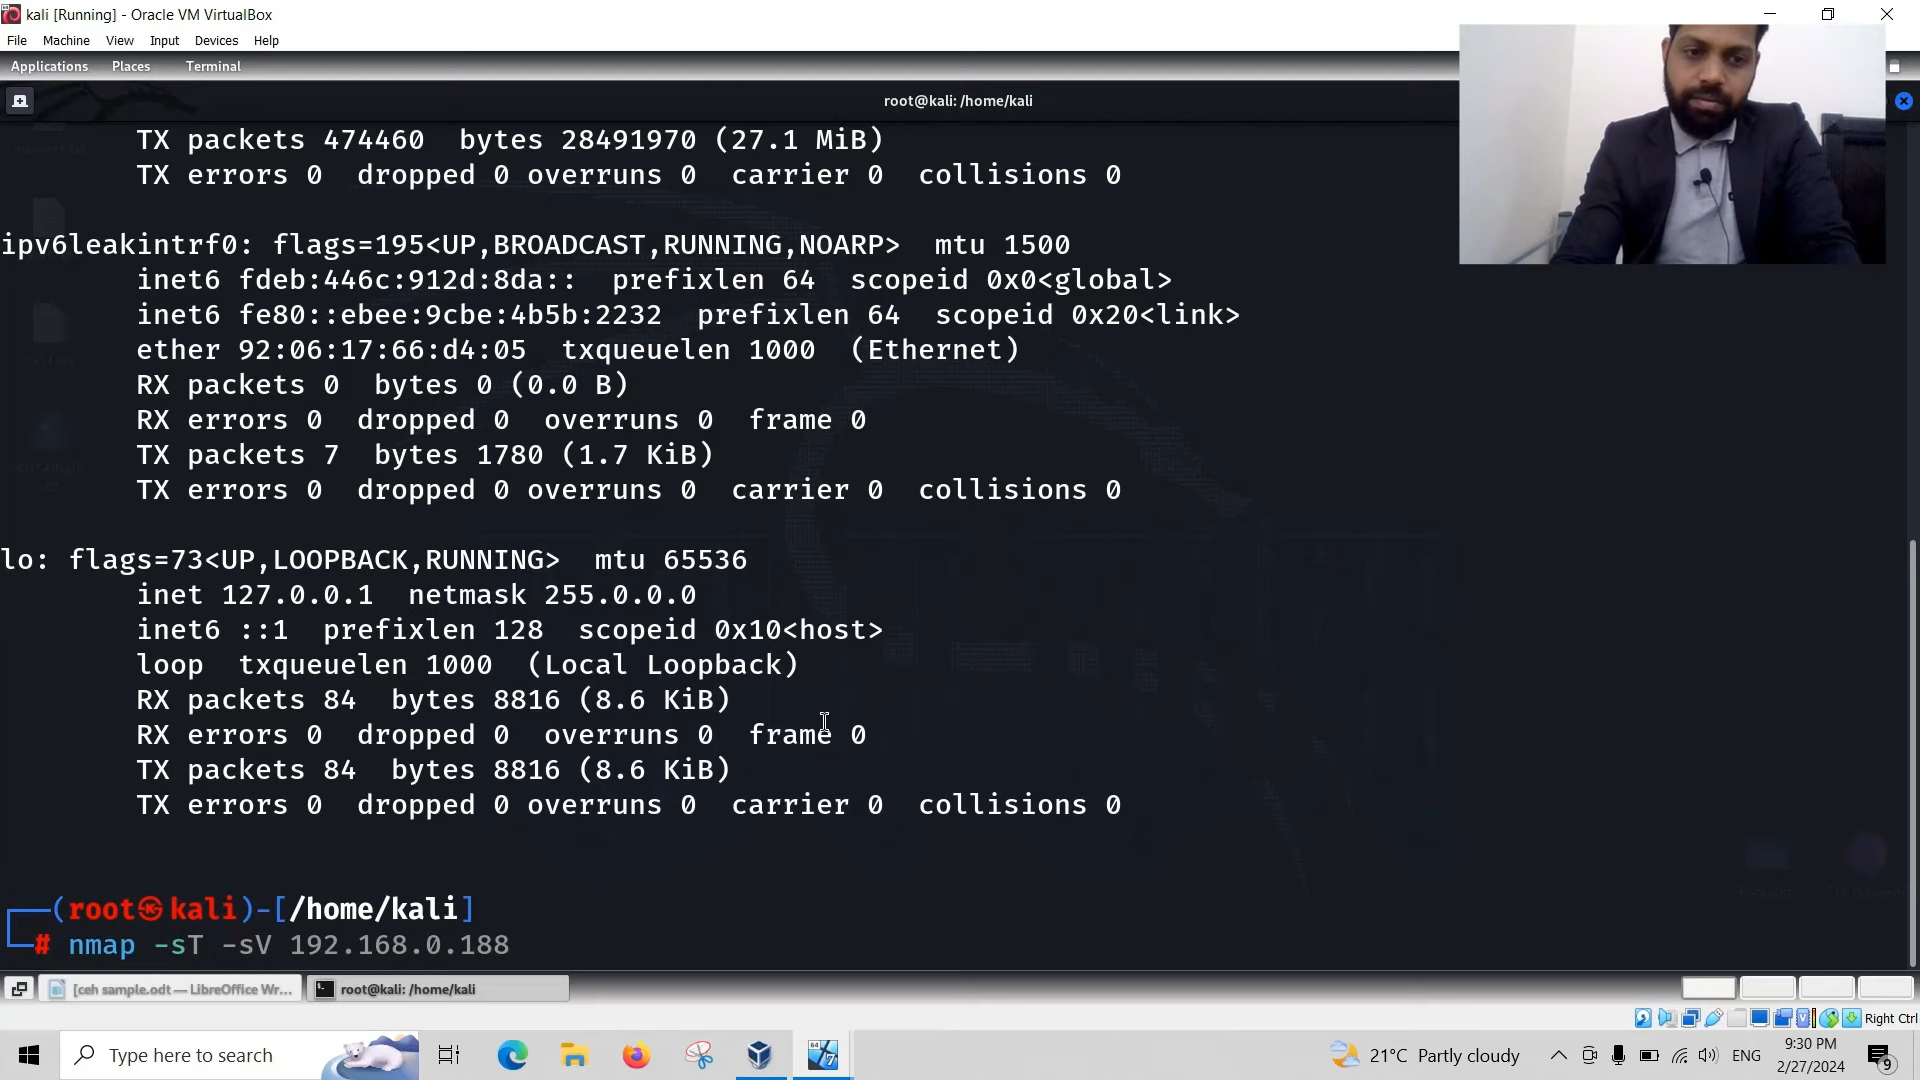 kali [Running] - Oracle VM VirtualBox
File Machine View Input Devices Help
Applications Places Terminal
root@kali: /home/kali
TX packets 474460 bytes 28491970 (27.1 MiB)
TX errors 0 dropped 0 overruns 0 carrier 0 collisions 0
ipv6leakintrf0: flags=195<UP,BROADCAST,RUNNING,NOARP> mtu 1500
inet6 fdeb:446c:912d:8da:: prefixlen 64 scopeid 0x0<global>
inet6 fe80::ebee:9cbe:4b5b:2232 prefixlen 64 scopeid 0x20<link>
ether 92:06:17:66:d4:05 txqueuelen 1000 (Ethernet)
RX packets 0 bytes 0 (0.0 B)
RX errors 0 dropped 0 overruns 0 frame 0
TX packets 7 bytes 1780 (1.7 KiB)
TX errors 0 dropped 0 overruns 0 carrier 0 collisions 0
lo: flags=73<UP,LOOPBACK,RUNNING> mtu 65536
inet 127.0.0.1 netmask 255.0.0.0
inet6 ::1 prefixlen 128 scopeid 0x10<host>
loop txqueuelen 1000 (Local Loopback)
RX packets 84 bytes 8816 (8.6 KiB)
RX errors 0 dropped 0 overruns 0 frame 0
TX packets 84 bytes 8816 (8.6 KiB)
TX errors 0 dropped 0 overruns 0 carrier 0 collisions 0
(root㉿kali)-[/home/kali]
# nmap -sT -sV 192.168.0.188
[ceh sample.odt — LibreOffice Wr... root@kali: /home/kali
Right Ctrl
Type here to search 21°C Partly cloudy ENG 9:30 PM
2/27/2024 9